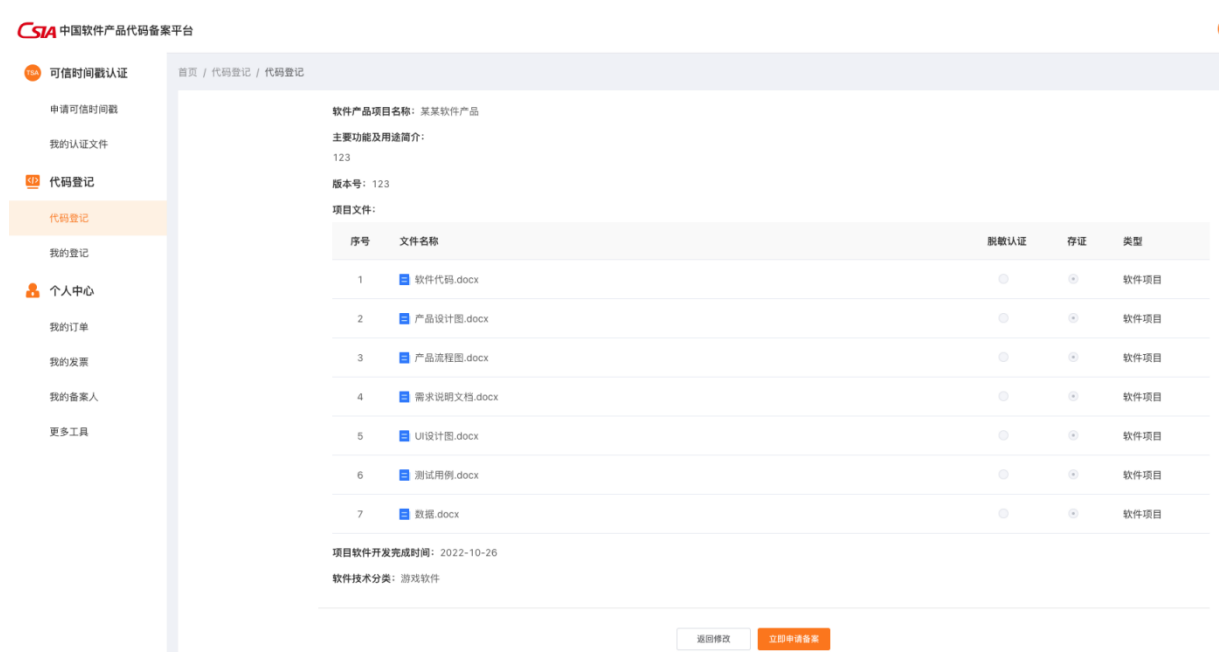 CSIA 中国软件产品代码备案平台
TSA 可信时间戳认证
首页 / 代码登记 / 代码登记
申请可信时间戳
我的认证文件
代码登记
代码登记
我的登记
个人中心
我的订单
我的发票
我的备案人
更多工具
软件产品项目名称: 某某软件产品
主要功能及用途简介:
123
版本号: 123
项目文件:
序号 文件名称 脱敏认证 存证 类型
1 软件代码.docx 软件项目
2 产品设计图.docx 软件项目
3 产品流程图.docx 软件项目
4 需求说明文档.docx 软件项目
5 UI设计图.docx 软件项目
6 测试用例.docx 软件项目
7 数据.docx 软件项目
项目软件开发完成时间: 2022-10-26
软件技术分类: 游戏软件
返回修改 立即申请备案